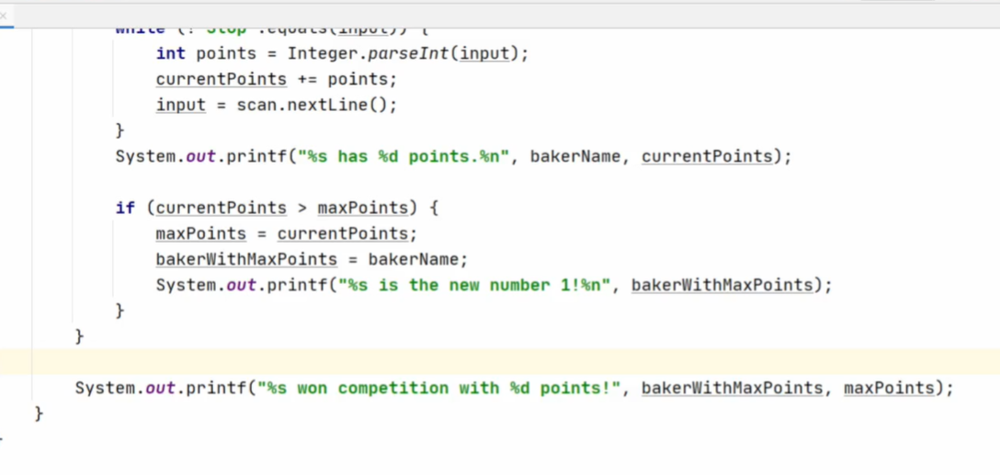 while (!"Stop".equals(input)) {
int points = Integer.parseInt(input);
currentPoints += points;
input = scan.nextLine();
}
System.out.printf("%s has %d points.%n", bakerName, currentPoints);
if (currentPoints > maxPoints) {
maxPoints = currentPoints;
bakerWithMaxPoints = bakerName;
System.out.printf("%s is the new number 1!%n", bakerWithMaxPoints);
}
}
System.out.printf("%s won competition with %d points!", bakerWithMaxPoints, maxPoints);
}